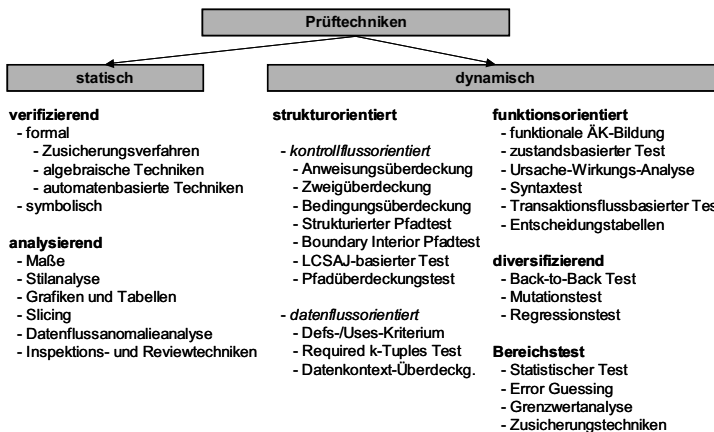 Prüftechniken
statisch
dynamisch
verifizierend
- formal
- Zusicherungsverfahren
- algebraische Techniken
- automatenbasierte Techniken
- symbolisch
analysierend
- Maße
- Stilanalyse
- Grafiken und Tabellen
- Slicing
- Datenflussanomalieanalyse
- Inspektions- und Reviewtechniken
strukturorientiert
- kontrollflussorientiert
- Anweisungsüberdeckung
- Zweigüberdeckung
- Bedingungsüberdeckung
- Strukturierter Pfadtest
- Boundary Interior Pfadtest
- LCSAJ-basierter Test
- Pfadüberdeckungstest
- datenflussorientiert
- Defs-/Uses-Kriterium
- Required k-Tuples Test
- Datenkontext-Überdeckg.
funktionsorientiert
- funktionale ÄK-Bildung
- zustandsbasierter Test
- Ursache-Wirkungs-Analyse
- Syntaxtest
- Transaktionsflussbasierter Test
- Entscheidungstabellen
diversifizierend
- Back-to-Back Test
- Mutationstest
- Regressionstest
Bereichstest
- Statistischer Test
- Error Guessing
- Grenzwertanalyse
- Zusicherungstechniken